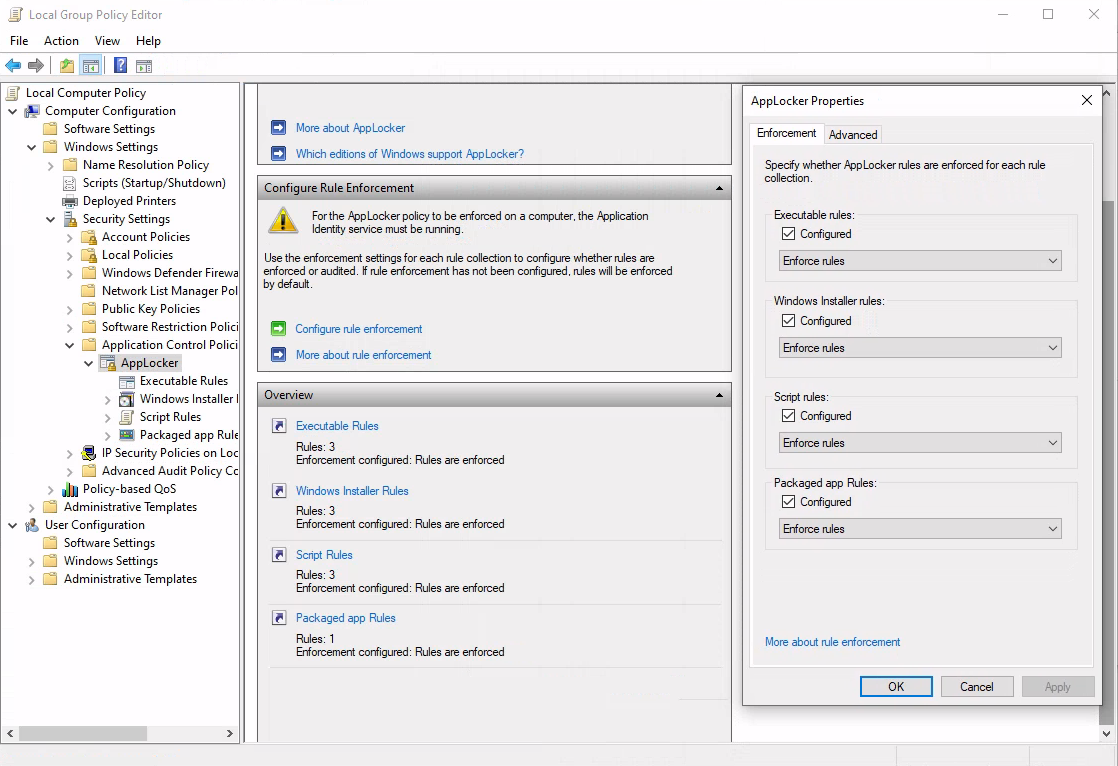 Local Group Policy Editor
File Action View Help
Local Computer Policy
Computer Configuration
Software Settings
Windows Settings
Name Resolution Policy
Scripts (Startup/Shutdown)
Deployed Printers
Security Settings
Account Policies
Local Policies
Windows Defender Firewa
Network List Manager Pol
Public Key Policies
Software Restriction Polici
Application Control Polici
AppLocker
Executable Rules
Windows Installer
Script Rules
Packaged app Rule
IP Security Policies on Loc
Advanced Audit Policy Co
Policy-based QoS
Administrative Templates
User Configuration
Software Settings
Windows Settings
Administrative Templates
More about AppLocker
Which editions of Windows support AppLocker?
Configure Rule Enforcement
For the AppLocker policy to be enforced on a computer, the Application
Identity service must be running.
Use the enforcement settings for each rule collection to configure whether rules are
enforced or audited. If rule enforcement has not been configured, rules will be enforced
by default.
Configure rule enforcement
More about rule enforcement
Overview
Executable Rules
Rules: 3
Enforcement configured: Rules are enforced
Windows Installer Rules
Rules: 3
Enforcement configured: Rules are enforced
Script Rules
Rules: 3
Enforcement configured: Rules are enforced
Packaged app Rules
Rules: 1
Enforcement configured: Rules are enforced
AppLocker Properties
Enforcement Advanced
Specify whether AppLocker rules are enforced for each rule
collection.
Executable rules:
Configured
Enforce rules
Windows Installer rules:
Configured
Enforce rules
Script rules:
Configured
Enforce rules
Packaged app Rules:
Configured
Enforce rules
More about rule enforcement
OK Cancel Apply